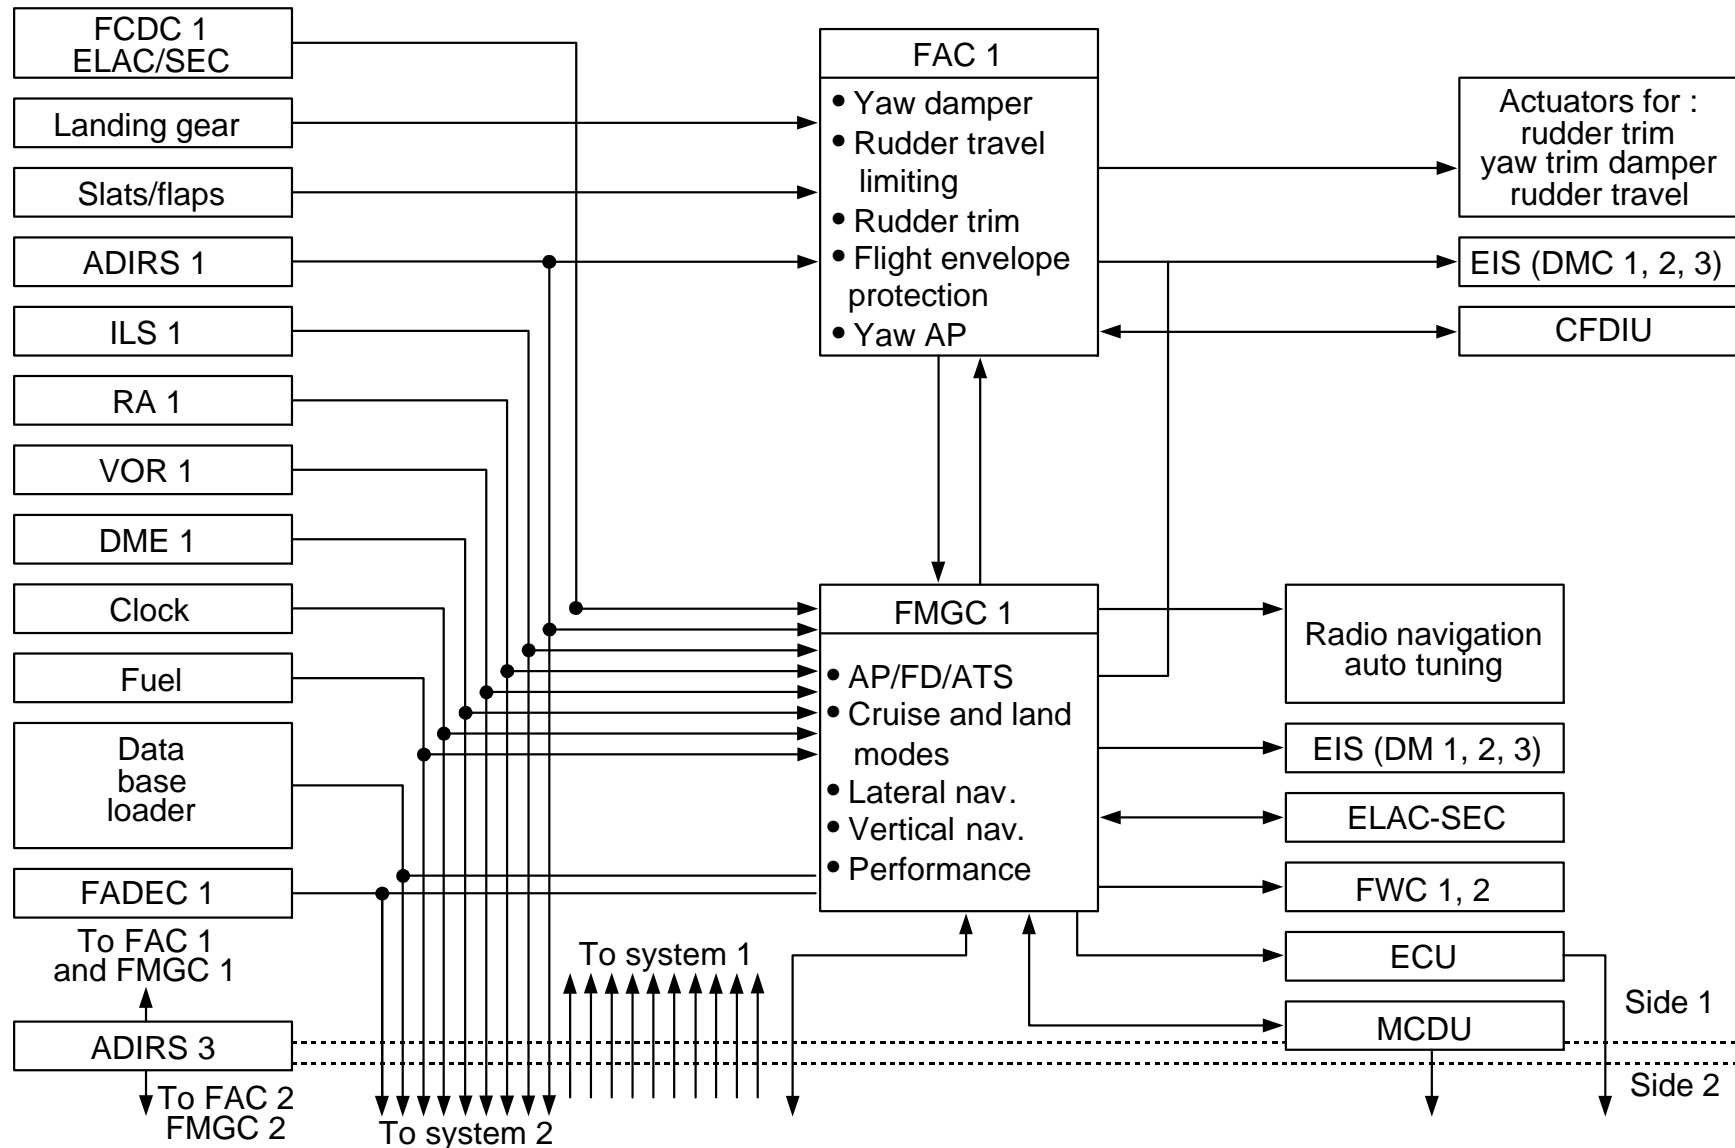 FCDC 1
ELAC/SEC
Landing gear
Slats/flaps
ADIRS 1
ILS 1
RA 1
VOR 1
DME 1
Clock
Fuel
Data
base
loader
FADEC 1
To FAC 1
and FMGC 1
ADIRS 3
To FAC 2
FMGC 2
To system 2
To system 1
FAC 1
• Yaw damper
• Rudder travel
limiting
• Rudder trim
• Flight envelope
protection
• Yaw AP
FMGC 1
• AP/FD/ATS
• Cruise and land
modes
• Lateral nav.
• Vertical nav.
• Performance
Actuators for :
rudder trim
yaw trim damper
rudder travel
EIS (DMC 1, 2, 3)
CFDIU
Radio navigation
auto tuning
EIS (DM 1, 2, 3)
ELAC-SEC
FWC 1, 2
ECU
MCDU
Side 1
Side 2